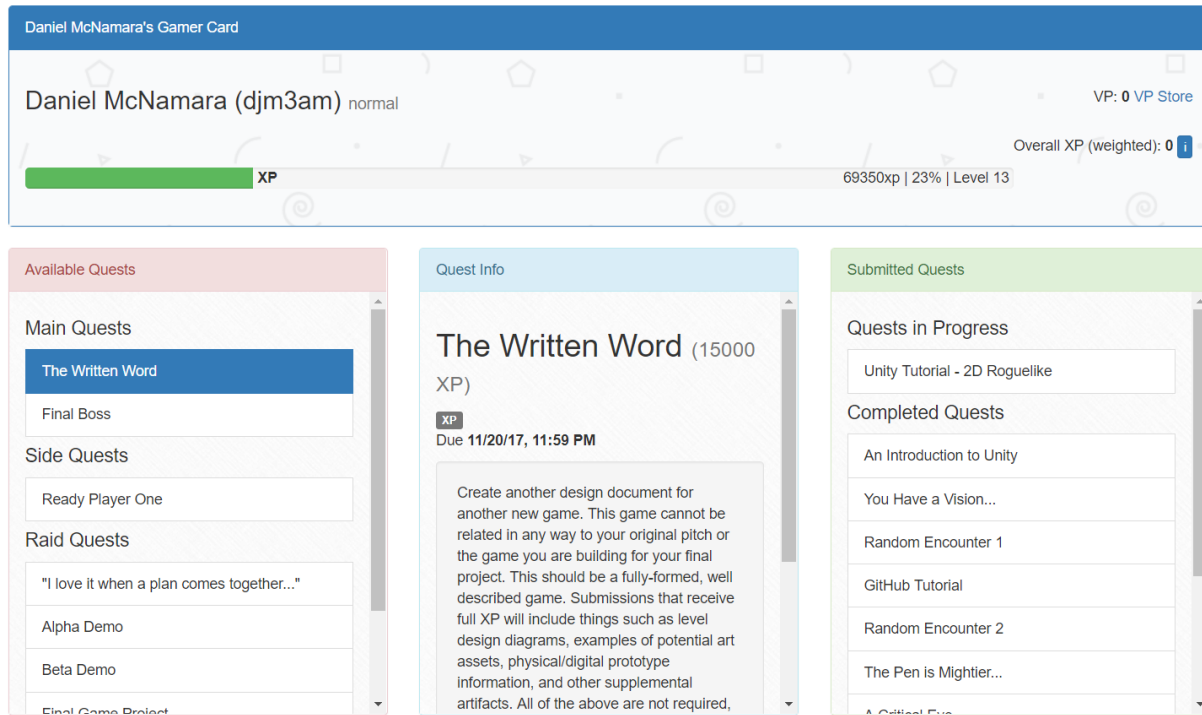 Daniel McNamara's Gamer Card
Daniel McNamara (djm3am) normal
VP: 0 VP Store
Overall XP (weighted): 0 i
XP
69350xp | 23% | Level 13
Available Quests
Main Quests
The Written Word
Final Boss
Side Quests
Ready Player One
Raid Quests
"I love it when a plan comes together..."
Alpha Demo
Beta Demo
Final Game Project
Quest Info
The Written Word (15000
XP)
XP
Due 11/20/17, 11:59 PM
Create another design document for
another new game. This game cannot be
related in any way to your original pitch or
the game you are building for your final
project. This should be a fully-formed, well
described game. Submissions that receive
full XP will include things such as level
design diagrams, examples of potential art
assets, physical/digital prototype
information, and other supplemental
artifacts. All of the above are not required,
Submitted Quests
Quests in Progress
Unity Tutorial - 2D Roguelike
Completed Quests
An Introduction to Unity
You Have a Vision...
Random Encounter 1
GitHub Tutorial
Random Encounter 2
The Pen is Mightier...
A Critical Eye